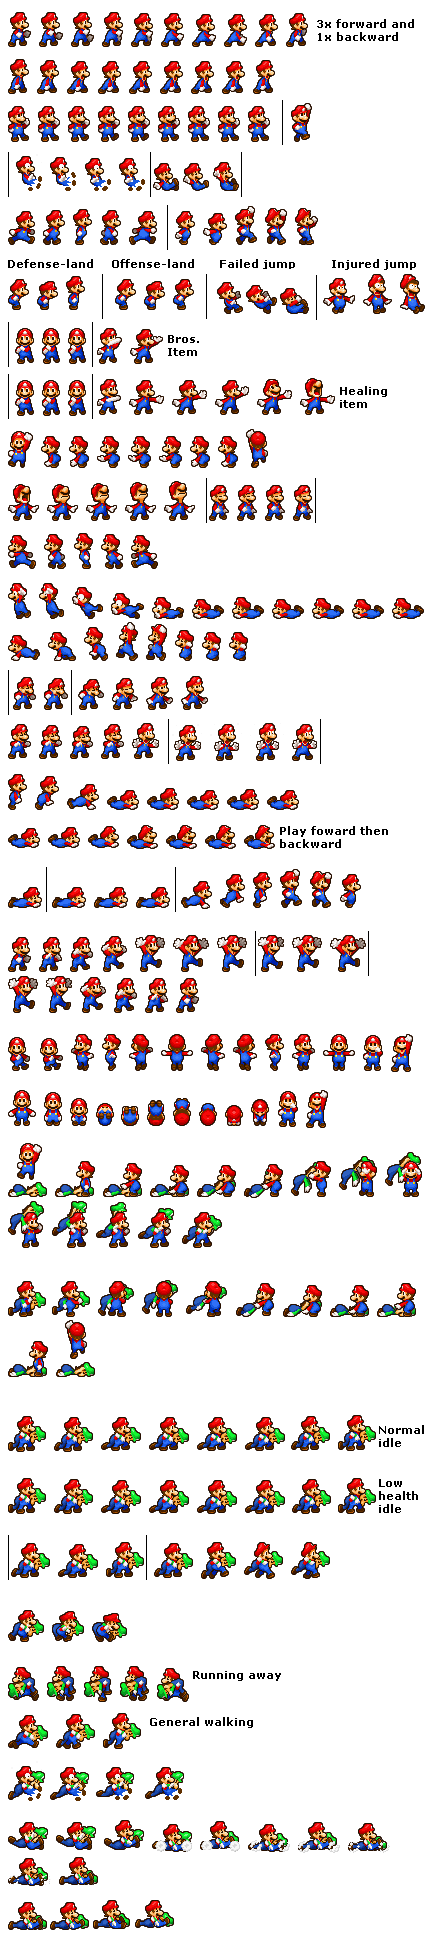 3x forward and
1x backward
Defense-land Offense-land Failed jump Injured jump
Bros.
Item
Healing
item
Play foward then
backward
Normal
idle
Low
health
idle
Running away
General walking